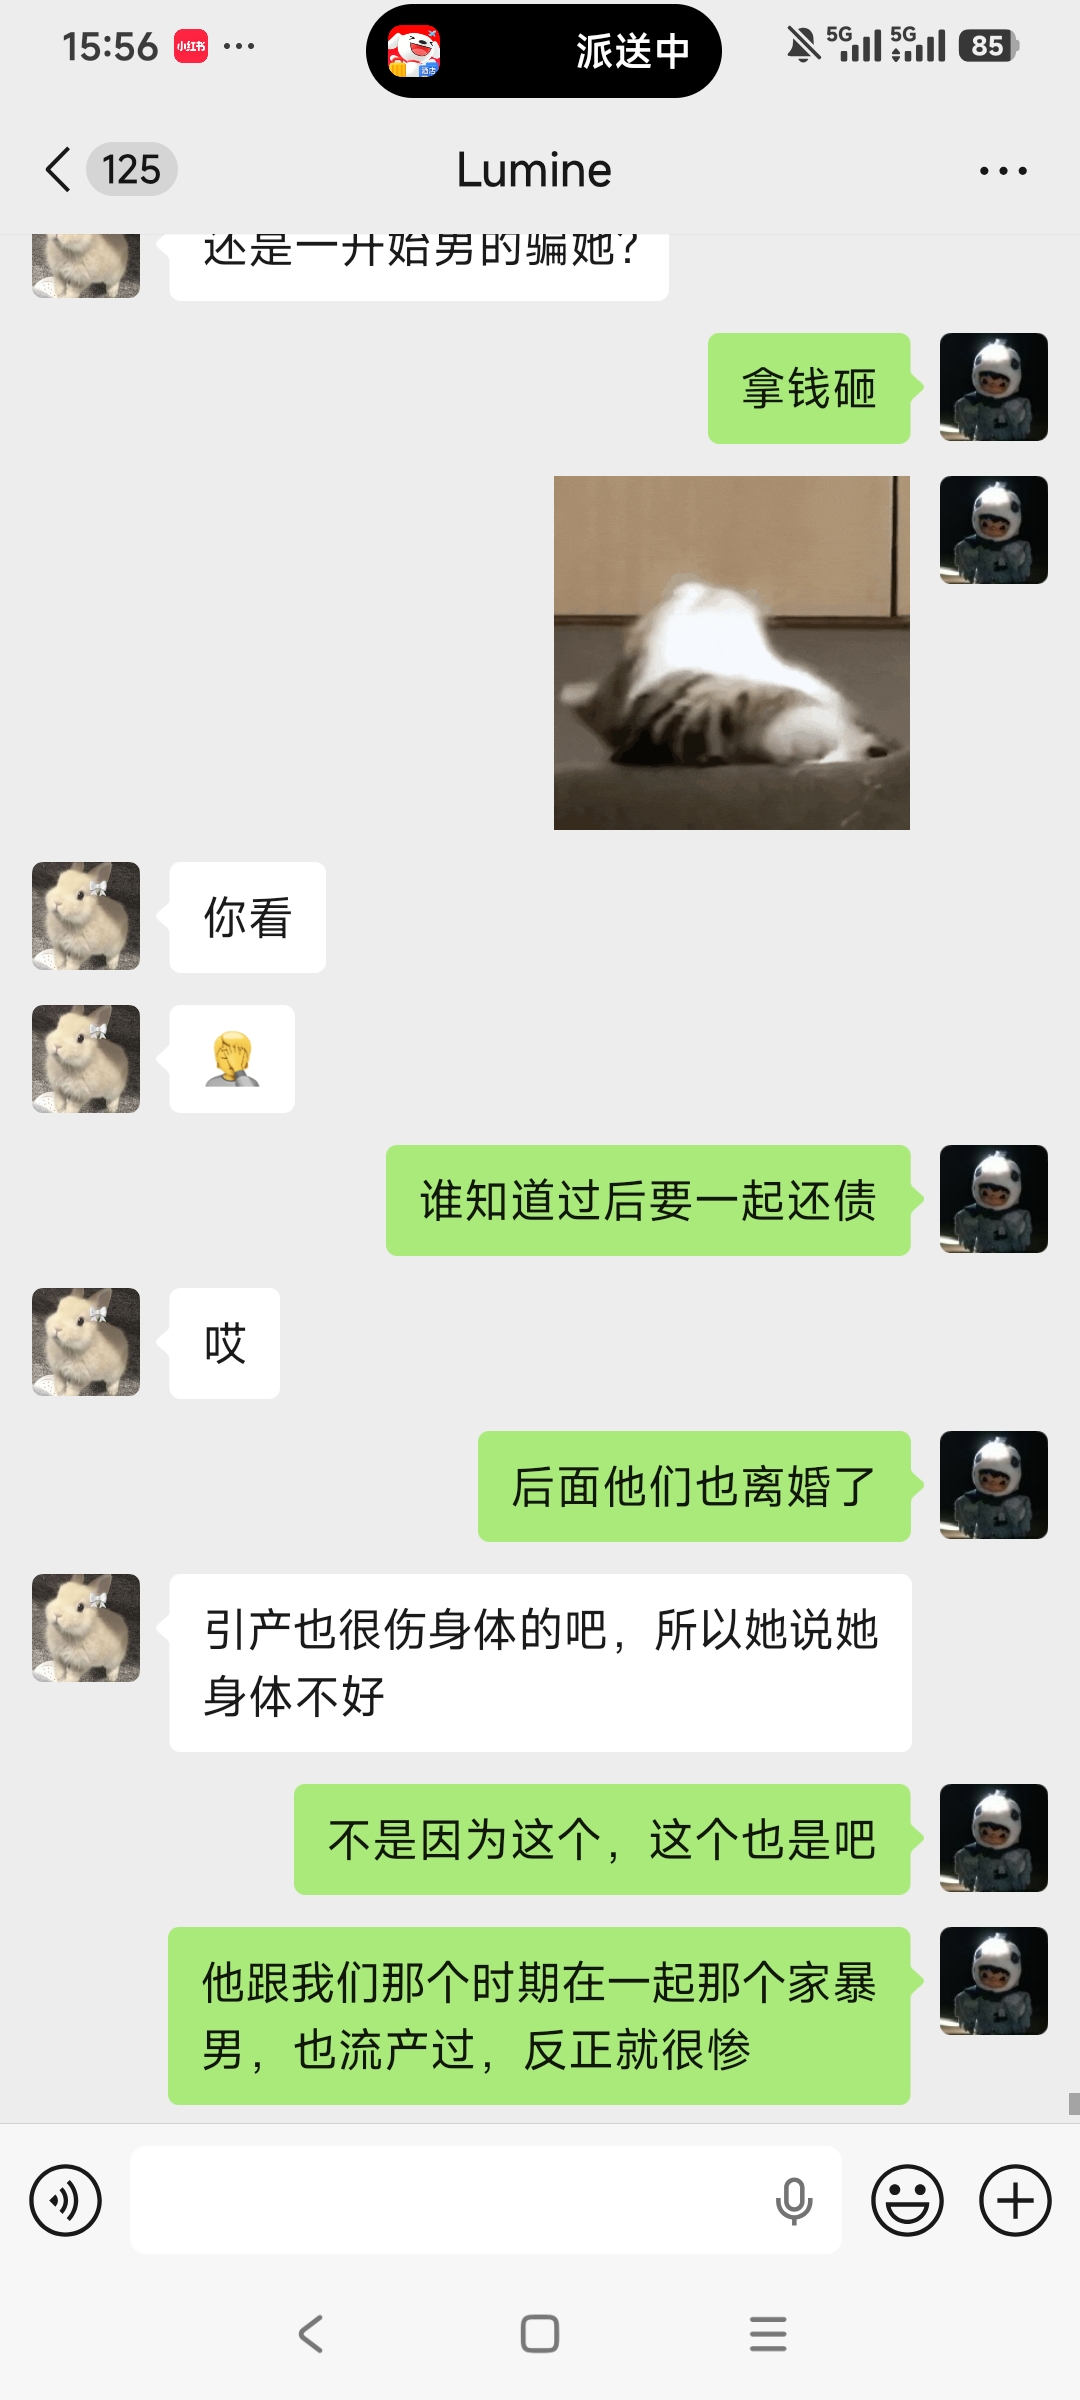 15:56
小红书
派送中
5G
5G
85
125
Lumine
还是一开始男的骗她?
拿钱砸
你看
谁知道过后要一起还债
哎
后面他们也离婚了
引产也很伤身体的吧，所以她说她
身体不好
不是因为这个，这个也是吧
他跟我们那个时期在一起那个家暴
男，也流产过，反正就很惨